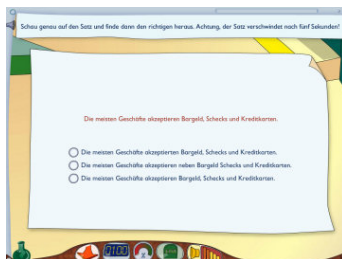 Schau genau auf den Satz und finde dann den richtigen heraus. Achtung, der Satz verschwindet nach fünf Sekunden!
Die meisten Geschäfte akzeptieren Bargeld, Schecks und Kreditkarten.
Die meisten Geschäfte akzeptierten Bargeld, Schecks und Kreditkarten.
Die meisten Geschäfte akzeptieren neben Bargeld Schecks und Kreditkarten.
Die meisten Geschäfte akzeptieren Bargeld, Schecks und Kreditkarten.
01:00